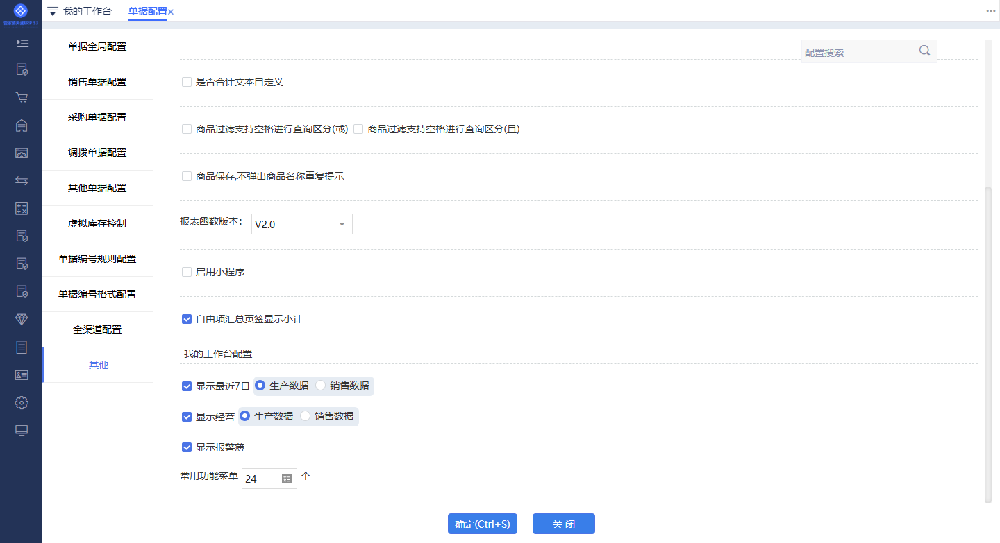 我的工作台 单据配置
单据全局配置
销售单据配置
采购单据配置
调拨单据配置
其他单据配置
虚拟库存控制
单据编号规则配置
单据编号格式配置
全渠道配置
其他
配置搜索
是否合计文本自定义
商品过滤支持空格进行查询区分(或) 商品过滤支持空格进行查询区分(且)
商品保存,不弹出商品名称重复提示
报表函数版本： V2.0
启用小程序
自由项汇总页签显示小计
我的工作台配置
显示最近7日 生产数据 销售数据
显示经营 生产数据 销售数据
显示报警薄
常用功能菜单 24 个
确定(Ctrl+S) 关 闭